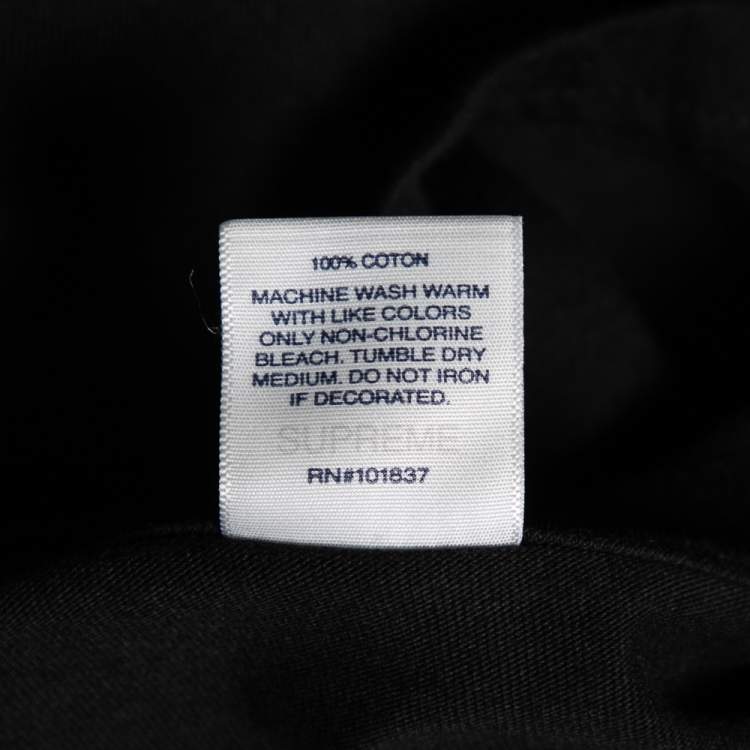 100% COTON
MACHINE WASH WARM
WITH LIKE COLORS
ONLY NON-CHLORINE
BLEACH. TUMBLE DRY
MEDIUM. DO NOT IRON
IF DECORATED.
SUPREME
RN#101837